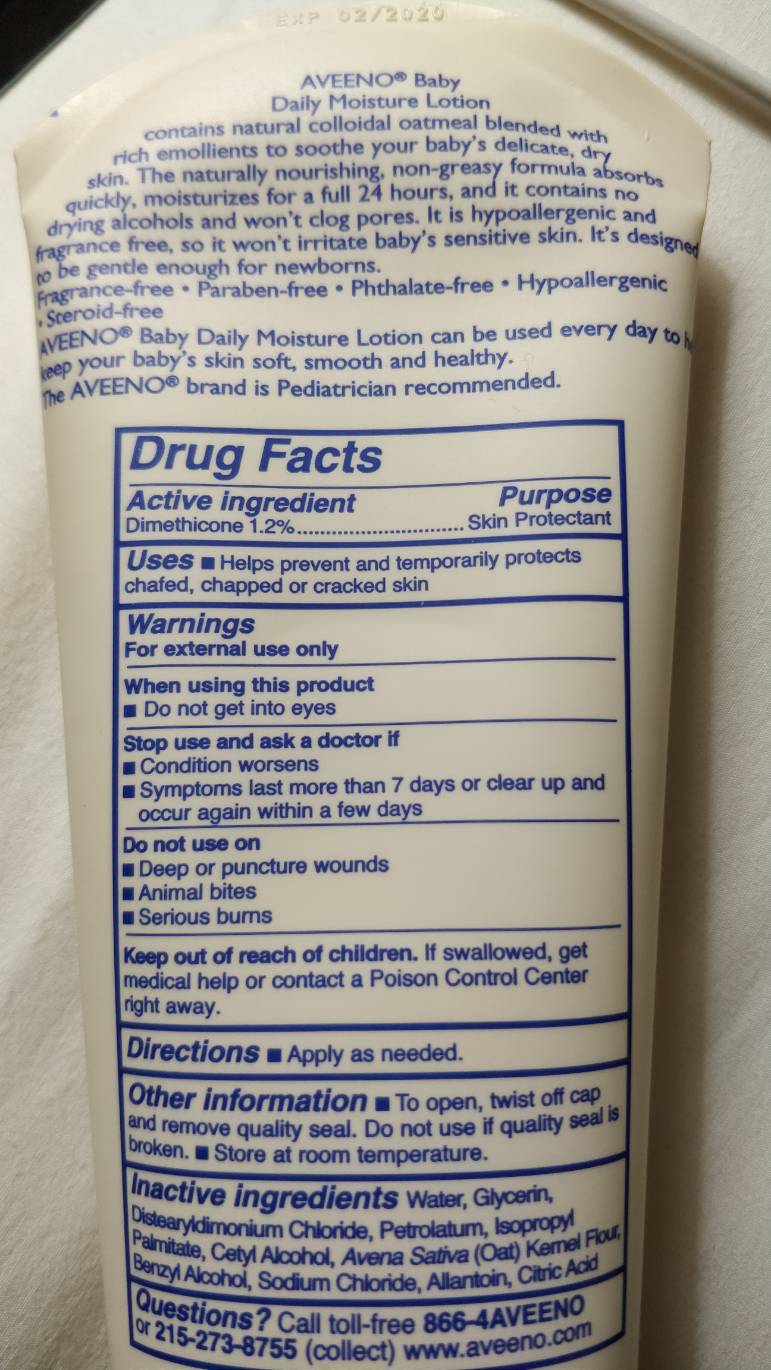 EXP 02/2020
AVEENO® Baby
Daily Moisture Lotion
contains natural colloidal oatmeal blended with
rich emollients to soothe your baby's delicate, dry
skin. The naturally nourishing, non-greasy formula absorbs
quickly, moisturizes for a full 24 hours, and it contains no
drying alcohols and won't clog pores. It is hypoallergenic and
fragrance free, so it won't irritate baby's sensitive skin. It's designed
to be gentle enough for newborns.
Fragrance-free • Paraben-free • Phthalate-free • Hypoallergenic
• Steroid-free
AVEENO® Baby Daily Moisture Lotion can be used every day to
keep your baby's skin soft, smooth and healthy.
The AVEENO® brand is Pediatrician recommended.
Drug Facts
Active ingredient Purpose
Dimethicone 1.2%............................ Skin Protectant
Uses ■ Helps prevent and temporarily protects
chafed, chapped or cracked skin
Warnings
For external use only
When using this product
■ Do not get into eyes
Stop use and ask a doctor if
■ Condition worsens
■ Symptoms last more than 7 days or clear up and
occur again within a few days
Do not use on
■ Deep or puncture wounds
■ Animal bites
■ Serious burns
Keep out of reach of children. If swallowed, get
medical help or contact a Poison Control Center
right away.
Directions ■ Apply as needed.
Other information ■ To open, twist off cap
and remove quality seal. Do not use if quality seal is
broken. ■ Store at room temperature.
Inactive ingredients Water, Glycerin,
Distearyldimonium Chloride, Petrolatum, Isopropyl
Palmitate, Cetyl Alcohol, Avena Sativa (Oat) Kernel Flour,
Benzyl Alcohol, Sodium Chloride, Allantoin, Citric Acid
Questions? Call toll-free 866-4AVEENO
or 215-273-8755 (collect) www.aveeno.com